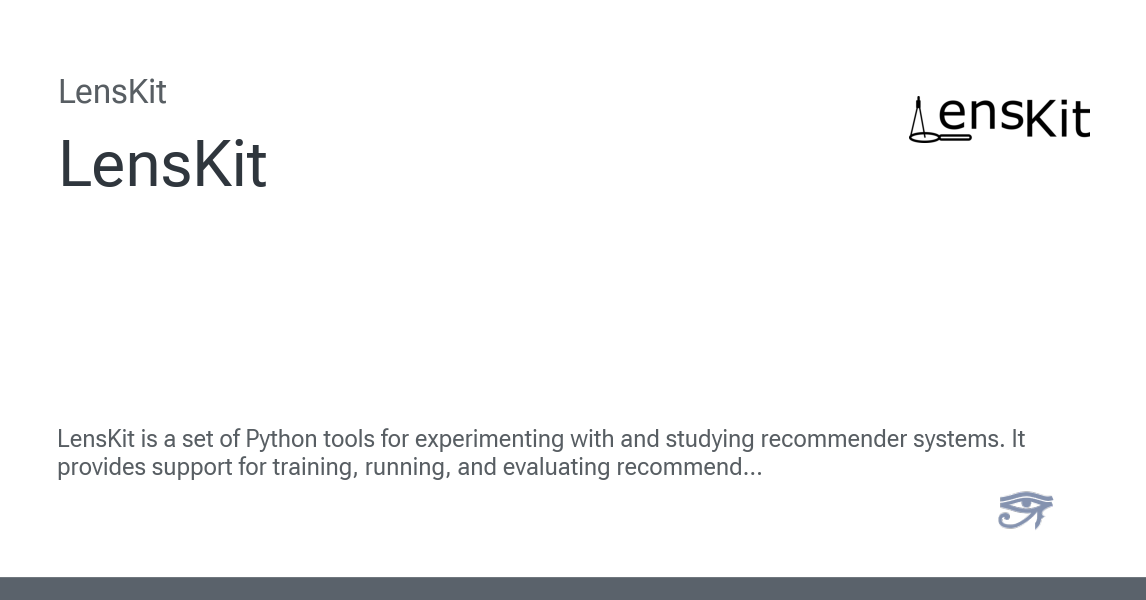 LensKit
LensKit
LensKit
LensKit is a set of Python tools for experimenting with and studying recommender systems. It
provides support for training, running, and evaluating recommend...